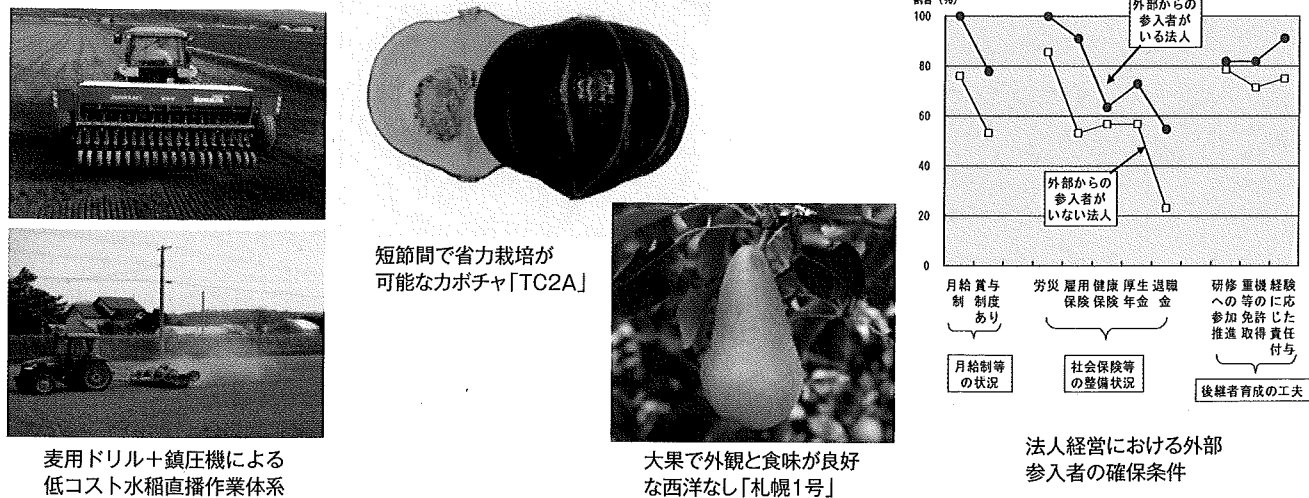 麦用ドリル+鎮圧機による
低コスト水稲直播作業体系
短節間で省力栽培が
可能なカボチャ「TC2A」
大果で外観と食味が良好
な西洋なし「札幌1号」
割合(%)
100
80
60
40
20
0
外部からの
参入者が
いる法人
外部からの
参入者が
いない法人
月給制
賞与制度あり
労災
雇用保険
健康保険
厚生年金
退職金
研修への参加推進
重機等の免許取得
経験に応じた責任付与
月給制等
の状況
社会保険等
の整備状況
後継者育成の工夫
法人経営における外部
参入者の確保条件